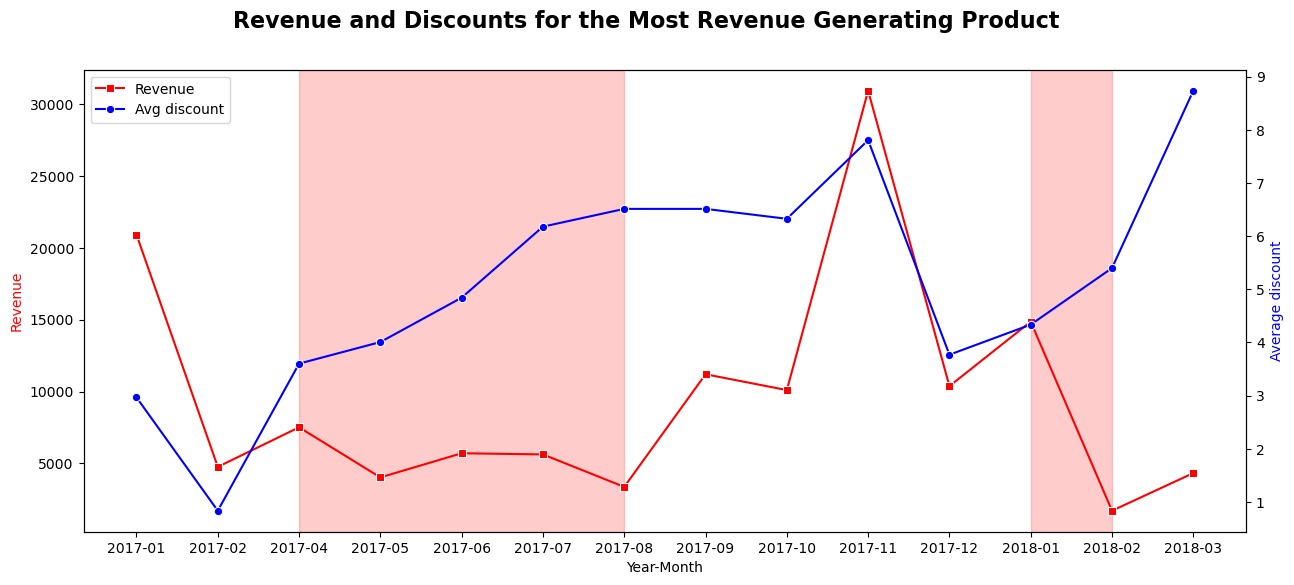 Revenue and Discounts for the Most Revenue Generating Product
Revenue
Avg discount
30000
25000
20000
15000
10000
5000
Revenue
9
8
7
6
5
4
3
2
1
Average discount
2017-01 2017-02 2017-04 2017-05 2017-06 2017-07 2017-08 2017-09 2017-10 2017-11 2017-12 2018-01 2018-02 2018-03
Year-Month